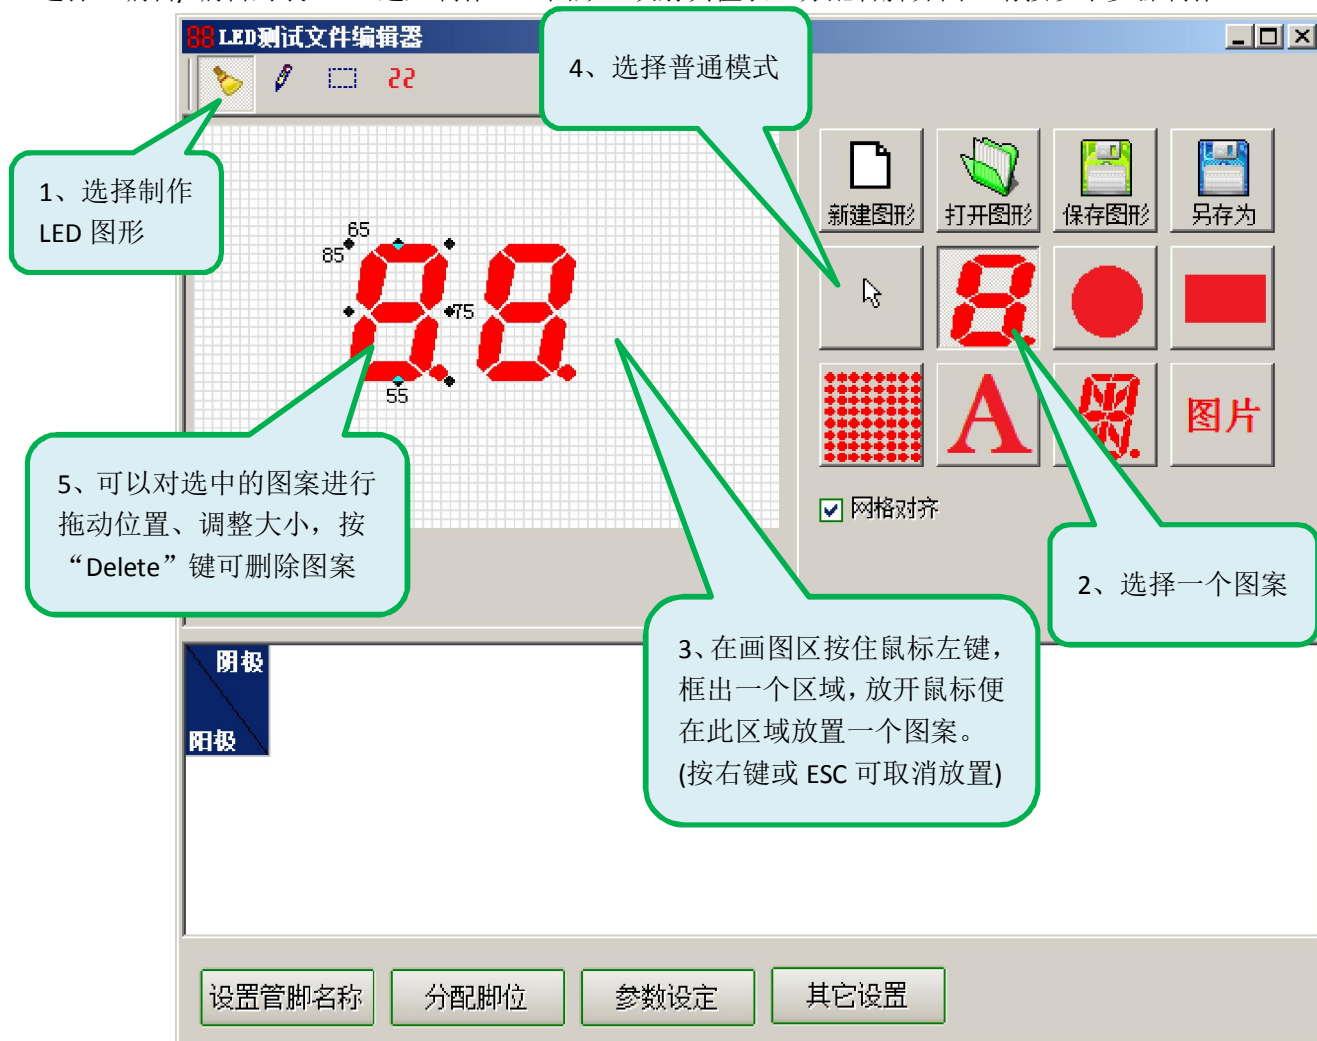 LED测试文件编辑器
4、选择普通模式
1、选择制作
LED 图形
新建图形
打开图形
保存图形
另存为
65
85
75
55
图片
网格对齐
5、可以对选中的图案进行
拖动位置、调整大小，按
“Delete”键可删除图案
2、选择一个图案
3、在画图区按住鼠标左键，
框出一个区域，放开鼠标便
在此区域放置一个图案。
(按右键或 ESC 可取消放置)
阴极
阳极
设置管脚名称
分配脚位
参数设定
其它设置